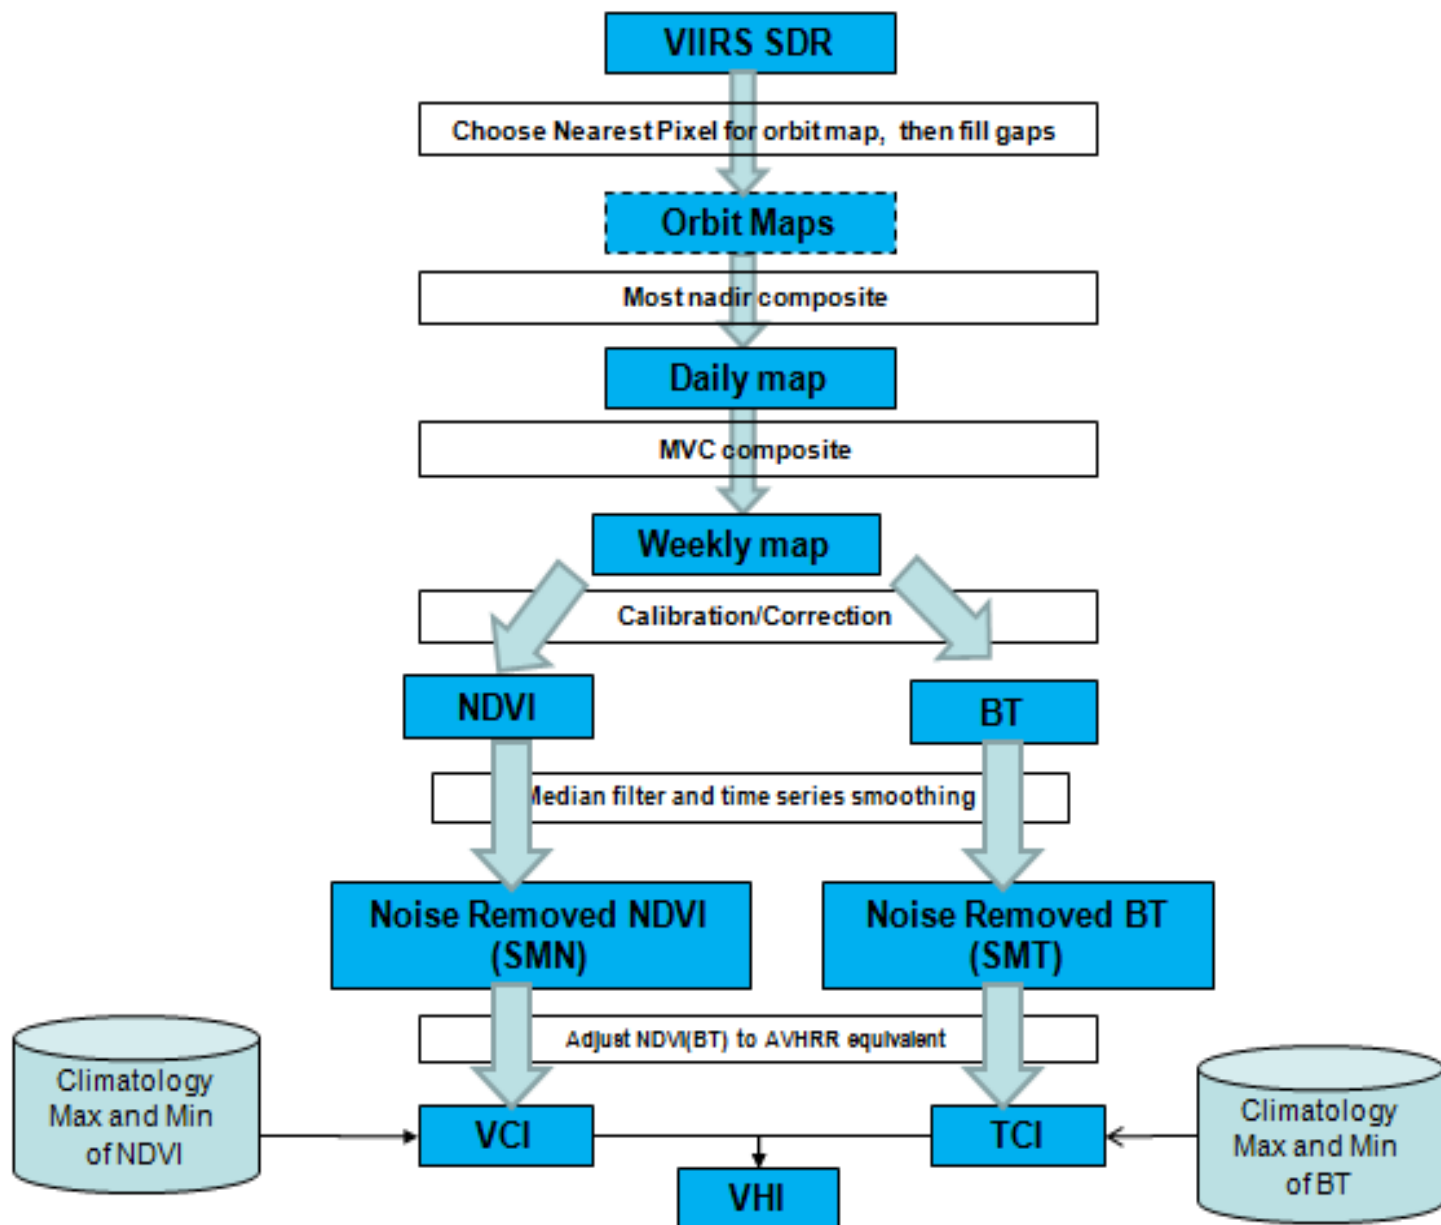 VIIRS SDR
Choose Nearest Pixel for orbit map, then fill gaps
Orbit Maps
Most nadir composite
Daily map
MVC composite
Weekly map
Calibration/Correction
NDVI
BT
Median filter and time series smoothing
Noise Removed NDVI
(SMN)
Noise Removed BT
(SMT)
Adjust NDVI(BT) to AVHRR equivalent
Climatology
Max and Min
of NDVI
VCI
TCI
Climatology
Max and Min
of BT
VHI